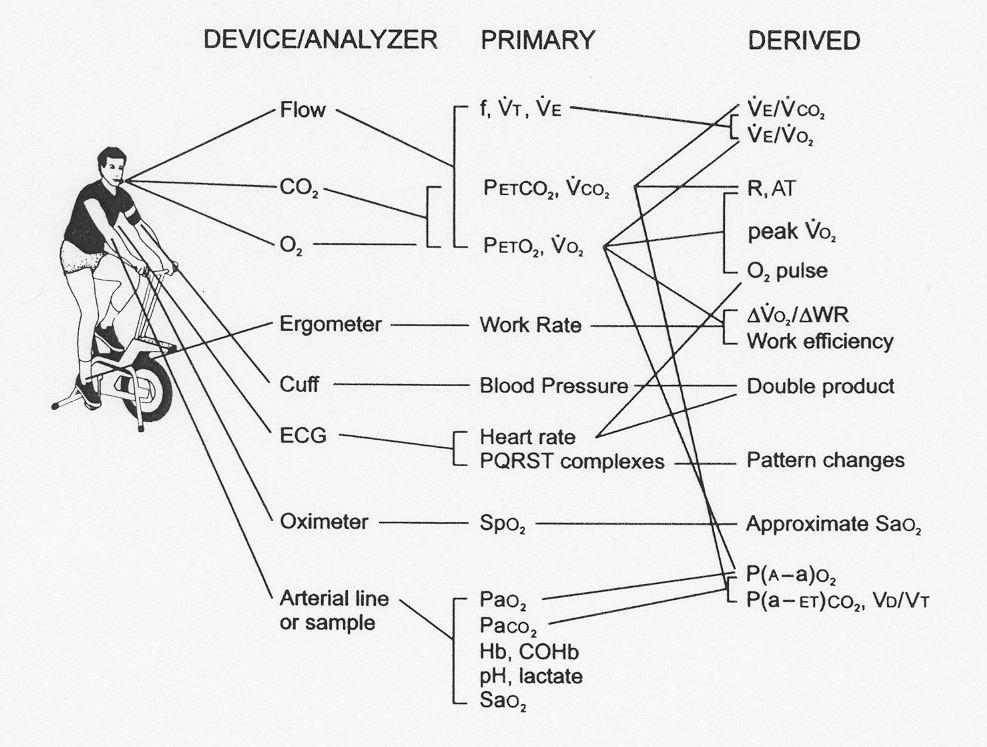 DEVICE/ANALYZER PRIMARY DERIVED
Flow f, V̇T, V̇E V̇E/V̇CO₂
V̇E/V̇O₂
CO₂ PETCO₂, V̇CO₂ R, AT
peak V̇O₂
O₂ PETO₂, V̇O₂
O₂ pulse
Ergometer Work Rate ΔV̇O₂/ΔWR
Work efficiency
Cuff Blood Pressure Double product
ECG Heart rate
PQRST complexes Pattern changes
Oximeter SpO₂ Approximate SaO₂
P(A–a)O₂
Arterial line PaO₂ P(a–ET)CO₂, VD/VT
or sample PaCO₂
Hb, COHb
pH, lactate
SaO₂